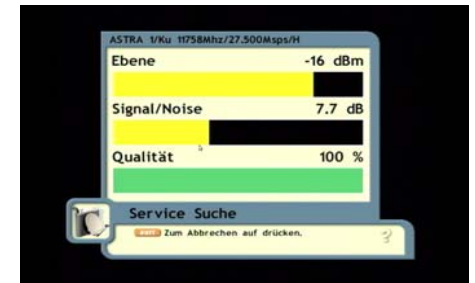 ASTRA 1/Ku 11758Mhz/27.500Msps/H
Ebene -16 dBm
Signal/Noise 7.7 dB
Qualität 100 %
Service Suche
Zum Abbrechen auf drücken.
?